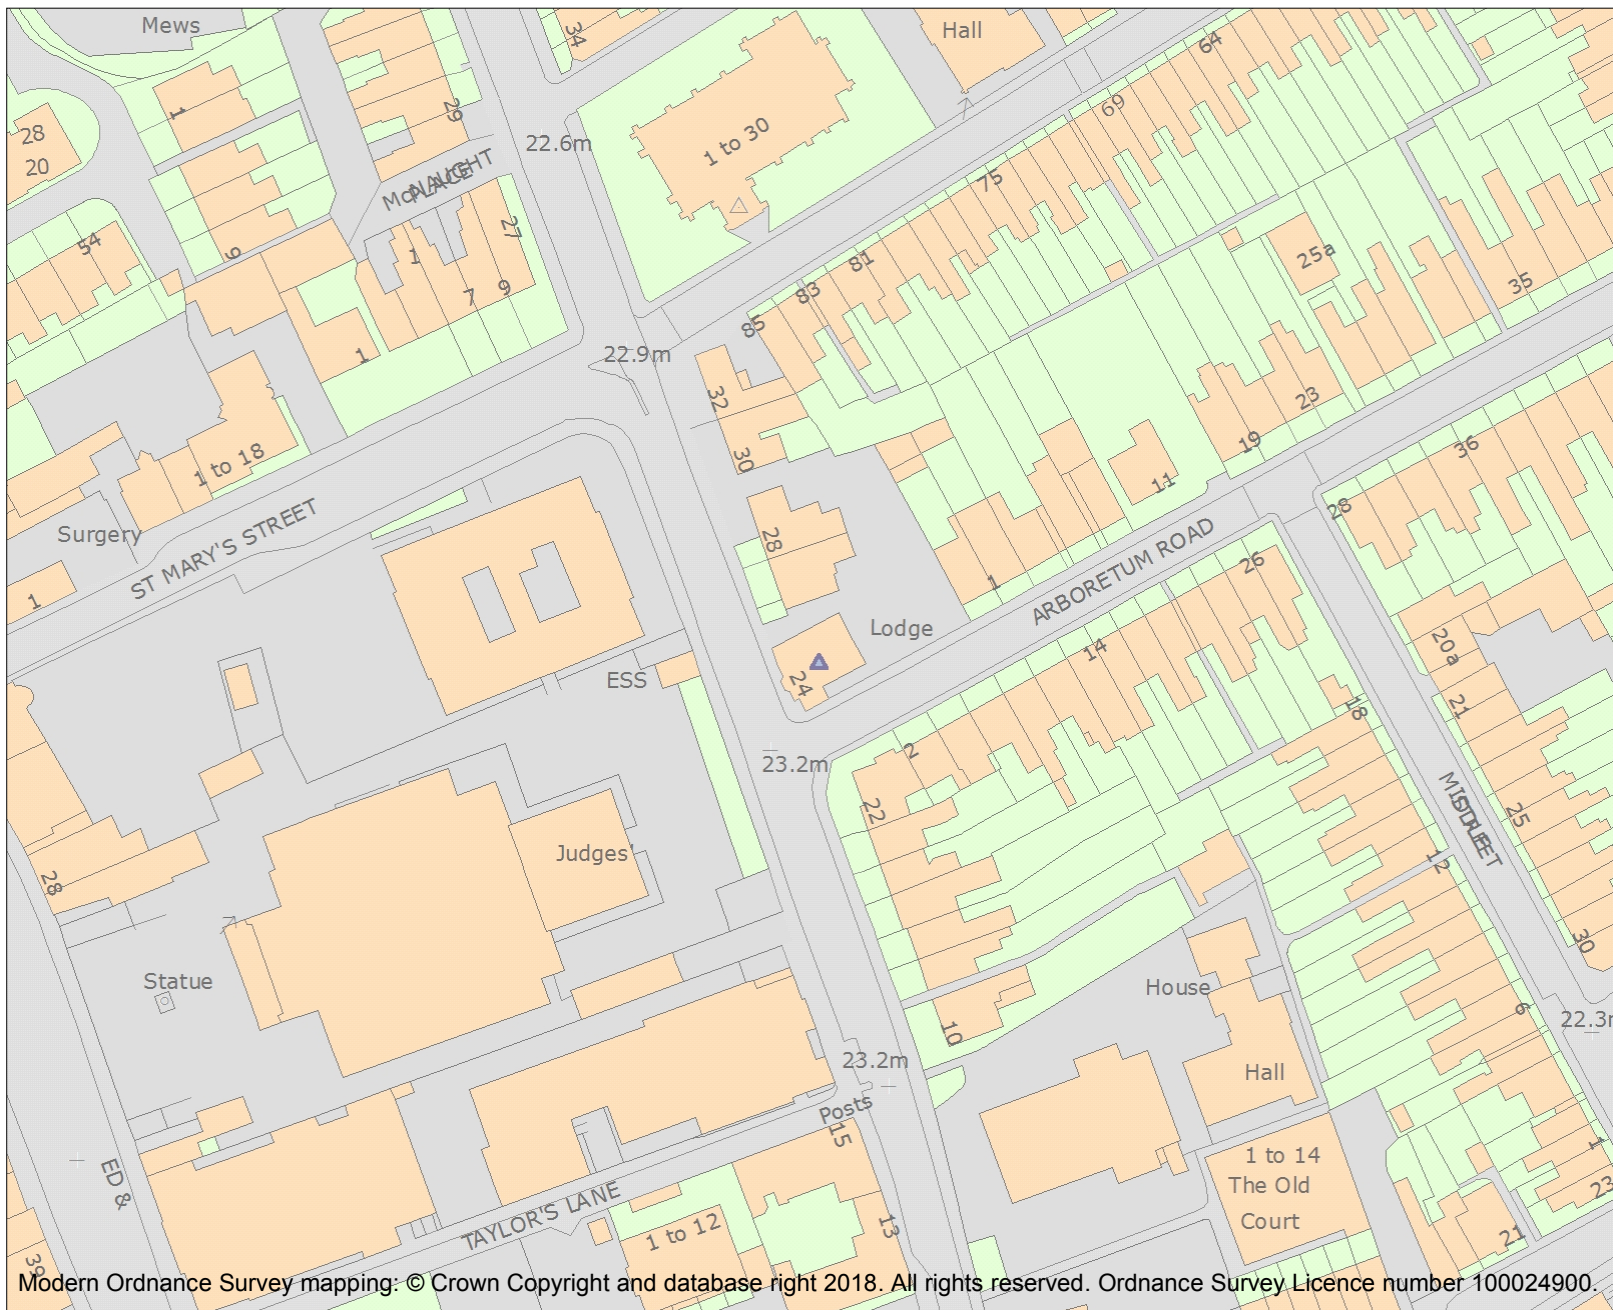 Mews
34
Hall
64
28
20
1
29
22.6m
1 to 30
69
McNAUGHT
PLACE
75
54
9
1
27
7
9
81
83
85
25a
35
1
22.9m
32
30
23
19
36
1 to 18
11
28
Surgery
ST MARY'S STREET
28
ARBORETUM ROAD
26
1
1
Lodge
24
14
20a
ESS
21
18
2
23.2m
22
MIDDLE
STREET
25
Judges'
12
28
30
Statue
House
10
6
22.3m
23.2m
Hall
Posts
15
1 to 14
The Old
Court
1
23
ED &
TAYLOR'S LANE
1 to 12
13
21
39
Modern Ordnance Survey mapping: © Crown Copyright and database right 2018. All rights reserved. Ordnance Survey Licence number 100024900.